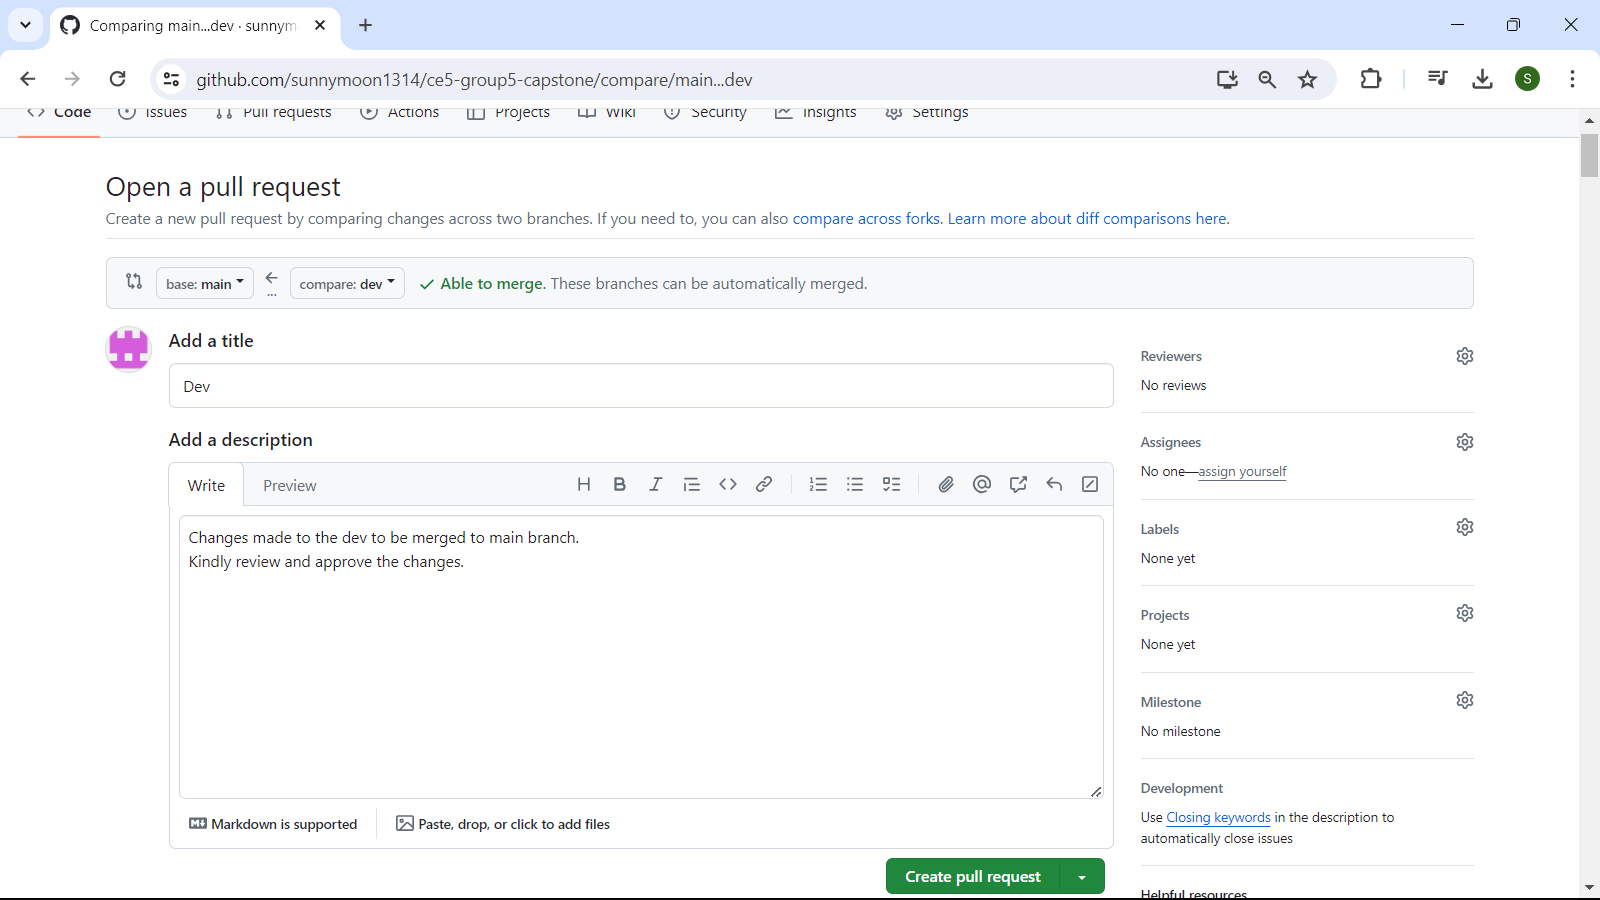 Comparing main...dev · sunnym
github.com/sunnymoon1314/ce5-group5-capstone/compare/main...dev
S
Code Issues Pull requests Actions Projects Wiki Security Insights Settings
Open a pull request
Create a new pull request by comparing changes across two branches. If you need to, you can also compare across forks. Learn more about diff comparisons here.
base: main ... compare: dev Able to merge. These branches can be automatically merged.
Add a title
Dev
Add a description
Write Preview
Changes made to the dev to be merged to main branch.
Kindly review and approve the changes.
Markdown is supported Paste, drop, or click to add files
Create pull request
Reviewers
No reviews
Assignees
No one—assign yourself
Labels
None yet
Projects
None yet
Milestone
No milestone
Development
Use Closing keywords in the description to
automatically close issues
Helpful resources